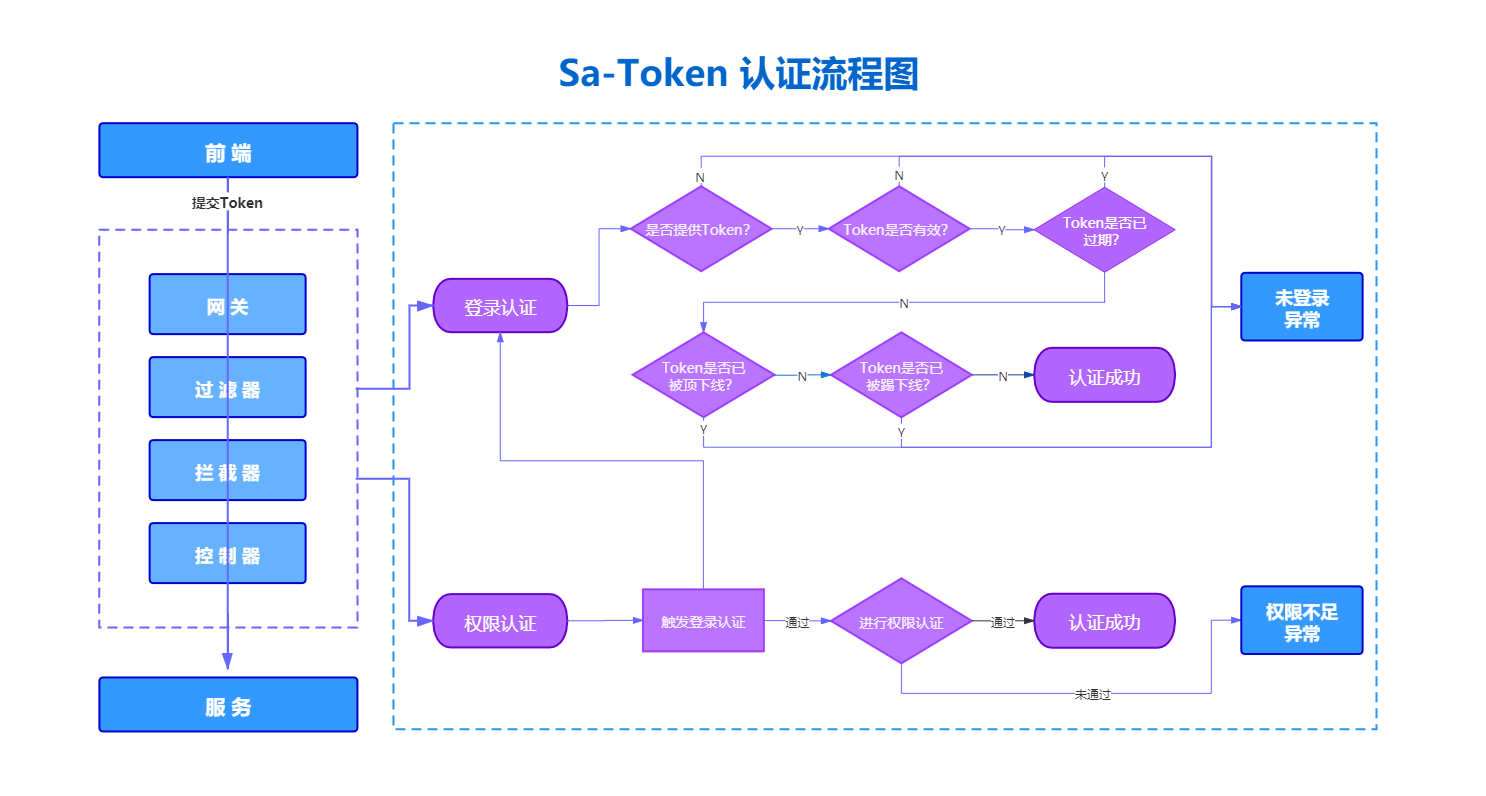 Sa-Token 认证流程图
前 端
提交Token
网 关
过 滤 器
拦 截 器
控 制 器
服 务
N
N
Y
是否提供Token?
Y
Token是否有效?
Y
Token是否已
过期?
登录认证
N
未登录
异常
Token是否已
被顶下线?
N
Token是否已
被踢下线?
N
认证成功
Y
Y
权限认证
触发登录认证
通过
进行权限认证
通过
认证成功
权限不足
异常
未通过